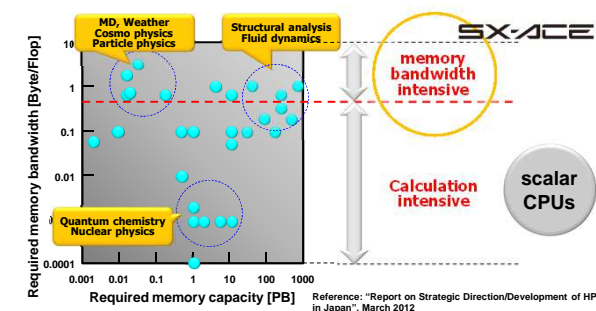 MD, Weather
Cosmo physics
Particle physics
Structural analysis
Fluid dynamics
SX-ACE
memory
bandwidth
intensive
Calculation
intensive
scalar
CPUs
Quantum chemistry
Nuclear physics
Required memory bandwidth [Byte/Flop]
10
1
0.1
0.01
0.0001
0.001
0.01
0.1
1
10
100
1000
Required memory capacity [PB]
Reference: "Report on Strategic Direction/Development of HP
in Japan", March 2012